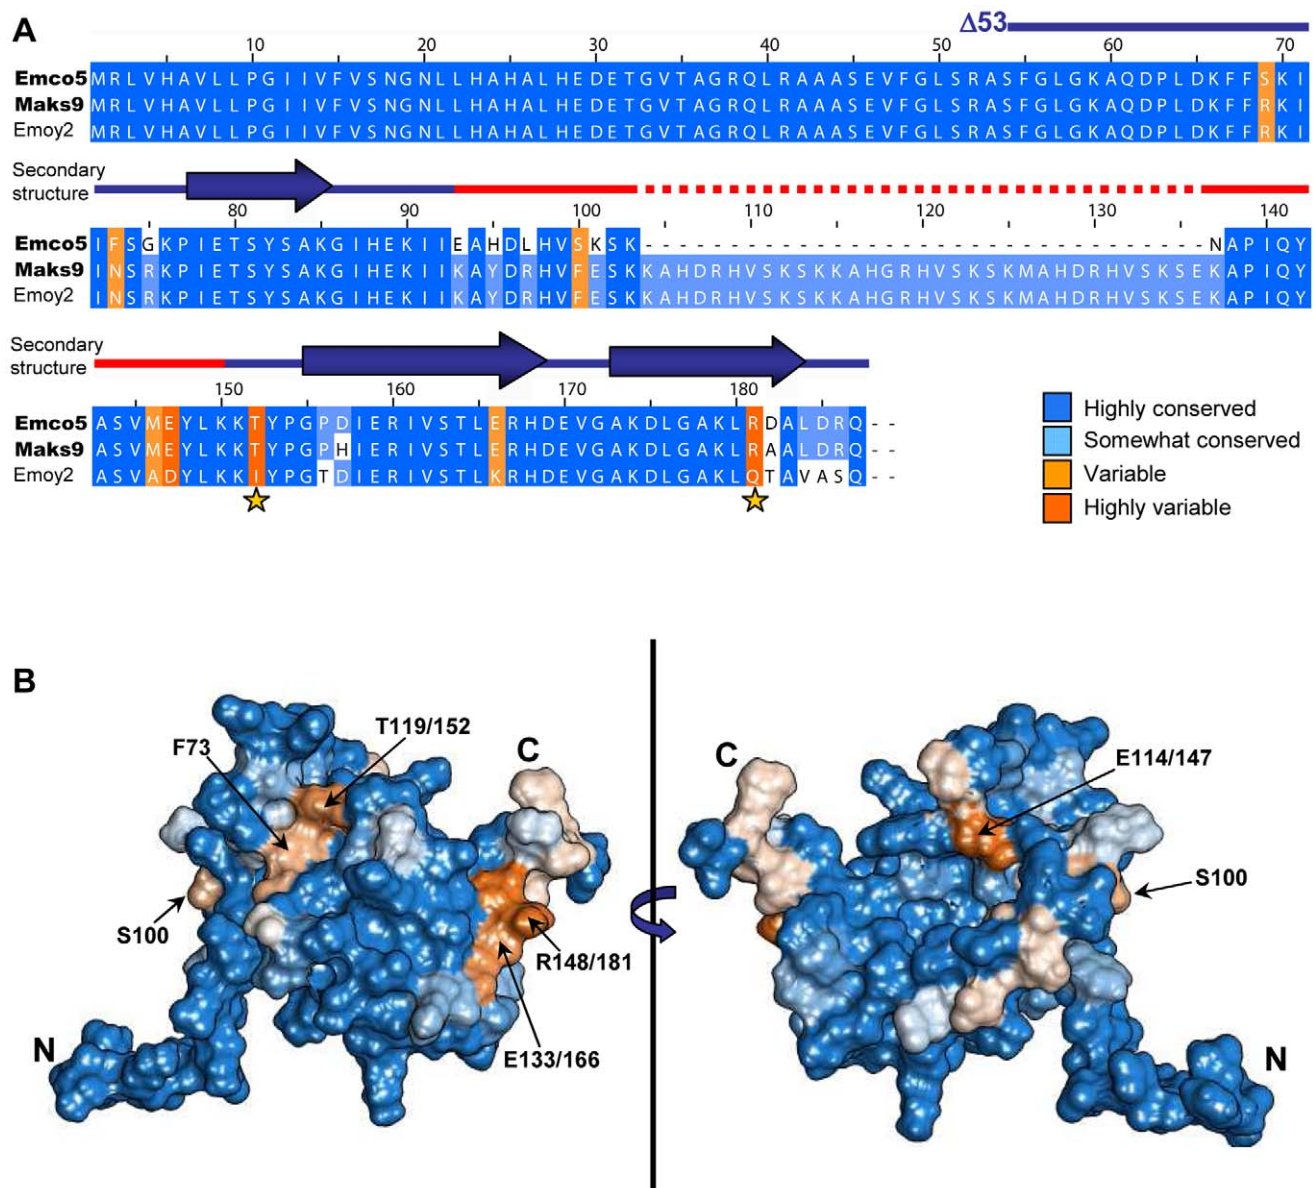 A
Δ53
10 20 30 40 50 60 70
Emco5 MRLVHAVLLPGIIVFVSNGNLLHAHALHEDETGVTAGRQLRAAASEVFGLSRASFGLGKAQDPLDKFFSKI
Maks9 MRLVHAVLLPGIIVFVSNGNLLHAHALHEDETGVTAGRQLRAAASEVFGLSRASFGLGKAQDPLDKFFRKI
Emoy2 MRLVHAVLLPGIIVFVSNGNLLHAHALHEDETGVTAGRQLRAAASEVFGLSRASFGLGKAQDPLDKFFRKI
Secondary
structure
80 90 100 110 120 130 140
Emco5 IFSGKPIETSYSAKGIHEKIIEAHDLHVSKSK---------------------------------NAPIQY
Maks9 INSRKPIETSYSAKGIHEKIIKAYDRHVFESKKAHDRHVSKSKKAHGRHVSKSKMAHDRHVSKSEKAPIQY
Emoy2 INSRKPIETSYSAKGIHEKIIKAYDRHVFESKKAHDRHVSKSKKAHGRHVSKSKMAHDRHVSKSEKAPIQY
Secondary
structure
150 160 170 180
Emco5 ASVMEYLKKTYPGPDIERIVSTLERHDEVGAKDLGAKLRDALDRQ--
Maks9 ASVMEYLKKTYPGPHIERIVSTLERHDEVGAKDLGAKLRAALDRQ--
Emoy2 ASVADYLKKIYPGTDIERIVSTLKRHDEVGAKDLGAKLQTAVASQ--
Highly conserved
Somewhat conserved
Variable
Highly variable
B
F73
T119/152
C
S100
R148/181
E133/166
N
C
E114/147
S100
N